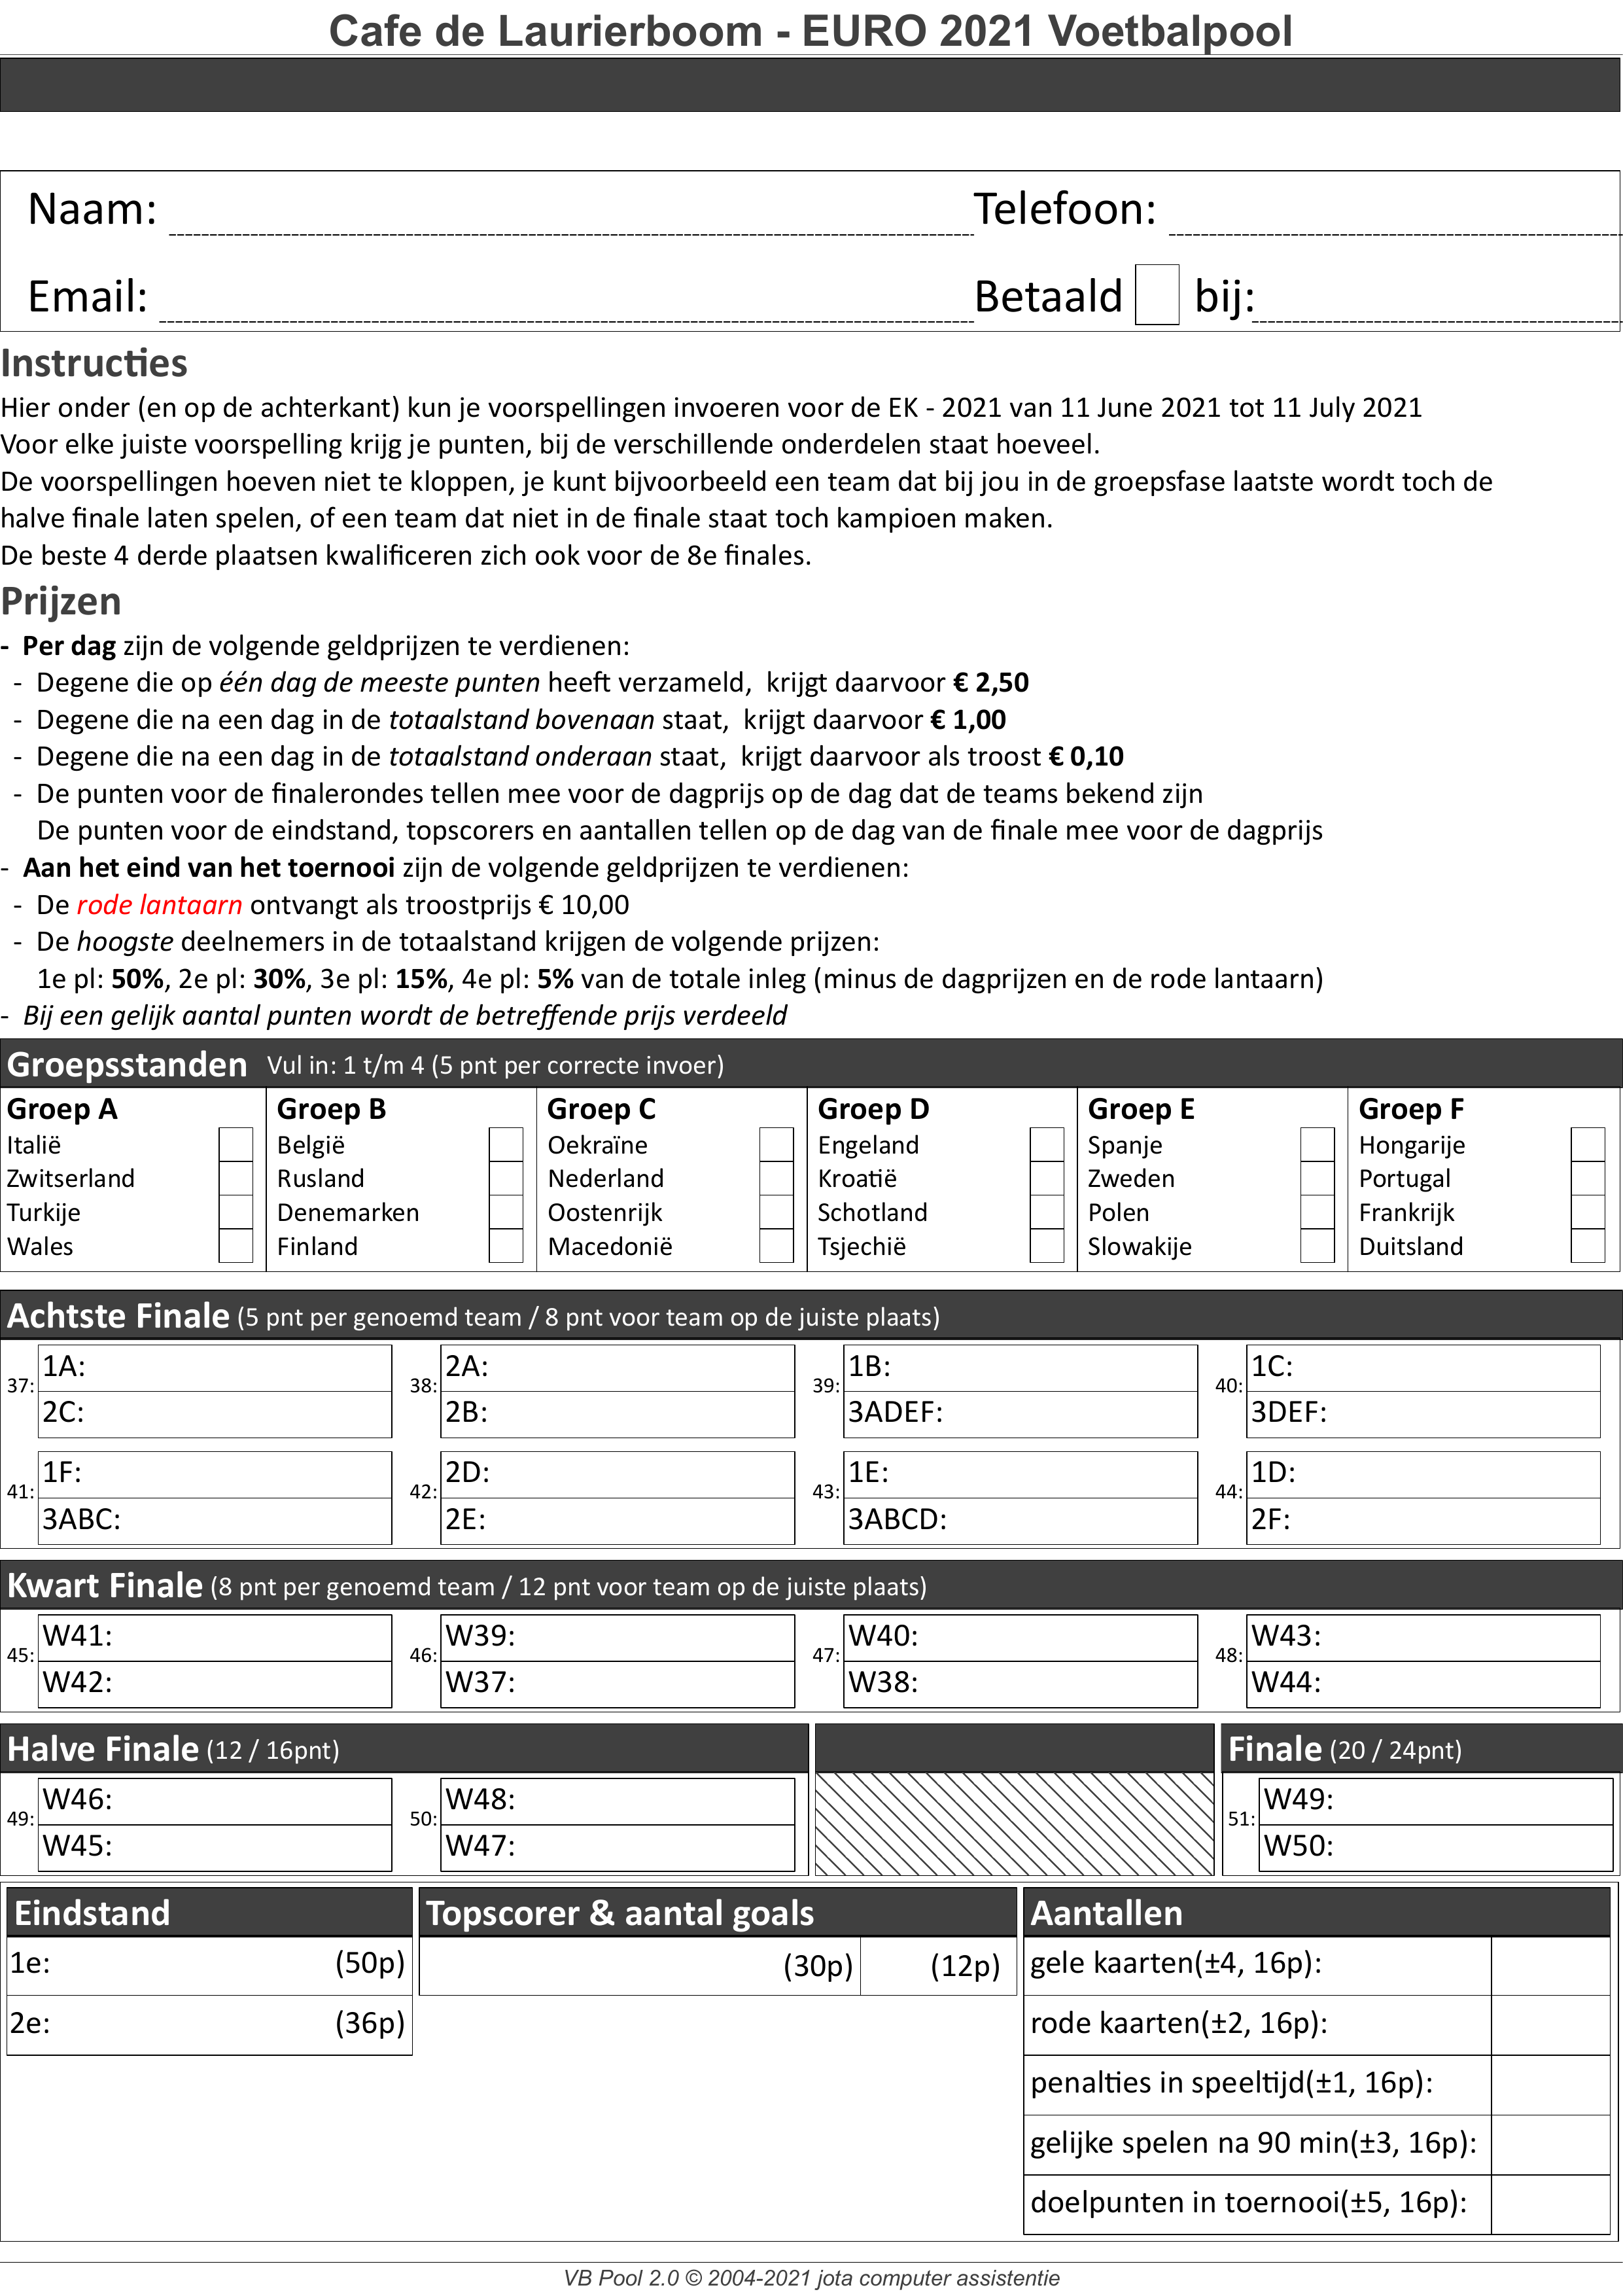 Cafe de Laurierboom - EURO 2021 Voetbalpool
Naam: Telefoon:
Email: Betaald bij:
Instructies
Hier onder (en op de achterkant) kun je voorspellingen invoeren voor de EK - 2021 van 11 June 2021 tot 11 July 2021
Voor elke juiste voorspelling krijg je punten, bij de verschillende onderdelen staat hoeveel.
De voorspellingen hoeven niet te kloppen, je kunt bijvoorbeeld een team dat bij jou in de groepsfase laatste wordt toch de
halve finale laten spelen, of een team dat niet in de finale staat toch kampioen maken.
De beste 4 derde plaatsen kwalificeren zich ook voor de 8e finales.
Prijzen
- Per dag zijn de volgende geldprijzen te verdienen:
- Degene die op één dag de meeste punten heeft verzameld, krijgt daarvoor € 2,50
- Degene die na een dag in de totaalstand bovenaan staat, krijgt daarvoor € 1,00
- Degene die na een dag in de totaalstand onderaan staat, krijgt daarvoor als troost € 0,10
- De punten voor de finalerondes tellen mee voor de dagprijs op de dag dat de teams bekend zijn
De punten voor de eindstand, topscorers en aantallen tellen op de dag van de finale mee voor de dagprijs
- Aan het eind van het toernooi zijn de volgende geldprijzen te verdienen:
- De rode lantaarn ontvangt als troostprijs € 10,00
- De hoogste deelnemers in de totaalstand krijgen de volgende prijzen:
1e pl: 50%, 2e pl: 30%, 3e pl: 15%, 4e pl: 5% van de totale inleg (minus de dagprijzen en de rode lantaarn)
- Bij een gelijk aantal punten wordt de betreffende prijs verdeeld
Groepsstanden Vul in: 1 t/m 4 (5 pnt per correcte invoer)
Groep A Groep B Groep C Groep D Groep E Groep F
Italië België Oekraïne Engeland Spanje Hongarije
Zwitserland Rusland Nederland Kroatië Zweden Portugal
Turkije Denemarken Oostenrijk Schotland Polen Frankrijk
Wales Finland Macedonië Tsjechië Slowakije Duitsland
Achtste Finale (5 pnt per genoemd team / 8 pnt voor team op de juiste plaats)
37: 1A: 38: 2A: 39: 1B: 40: 1C:
2C: 2B: 3ADEF: 3DEF:
41: 1F: 42: 2D: 43: 1E: 44: 1D:
3ABC: 2E: 3ABCD: 2F:
Kwart Finale (8 pnt per genoemd team / 12 pnt voor team op de juiste plaats)
45: W41: 46: W39: 47: W40: 48: W43:
W42: W37: W38: W44:
Halve Finale (12 / 16pnt) Finale (20 / 24pnt)
49: W46: 50: W48: 51: W49:
W45: W47: W50:
Eindstand Topscorer & aantal goals Aantallen
1e: (50p) (30p) (12p) gele kaarten(±4, 16p):
2e: (36p) rode kaarten(±2, 16p):
penalties in speeltijd(±1, 16p):
gelijke spelen na 90 min(±3, 16p):
doelpunten in toernooi(±5, 16p):
VB Pool 2.0 © 2004-2021 jota computer assistentie